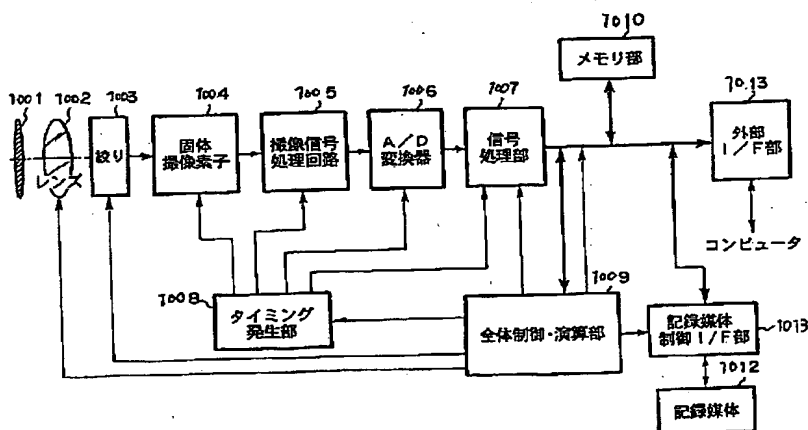 1010
メモリ部
1001
1002
1003
1004
1005
1006
1007
1013
レンズ
絞り
固体
撮像素子
撮像信号
処理回路
A/D
変換器
信号
処理部
外部
I/F部
コンピュータ
1008
タイミング
発生部
1009
全体制御・演算部
記録媒体
制御I/F部
1013
1012
記録媒体